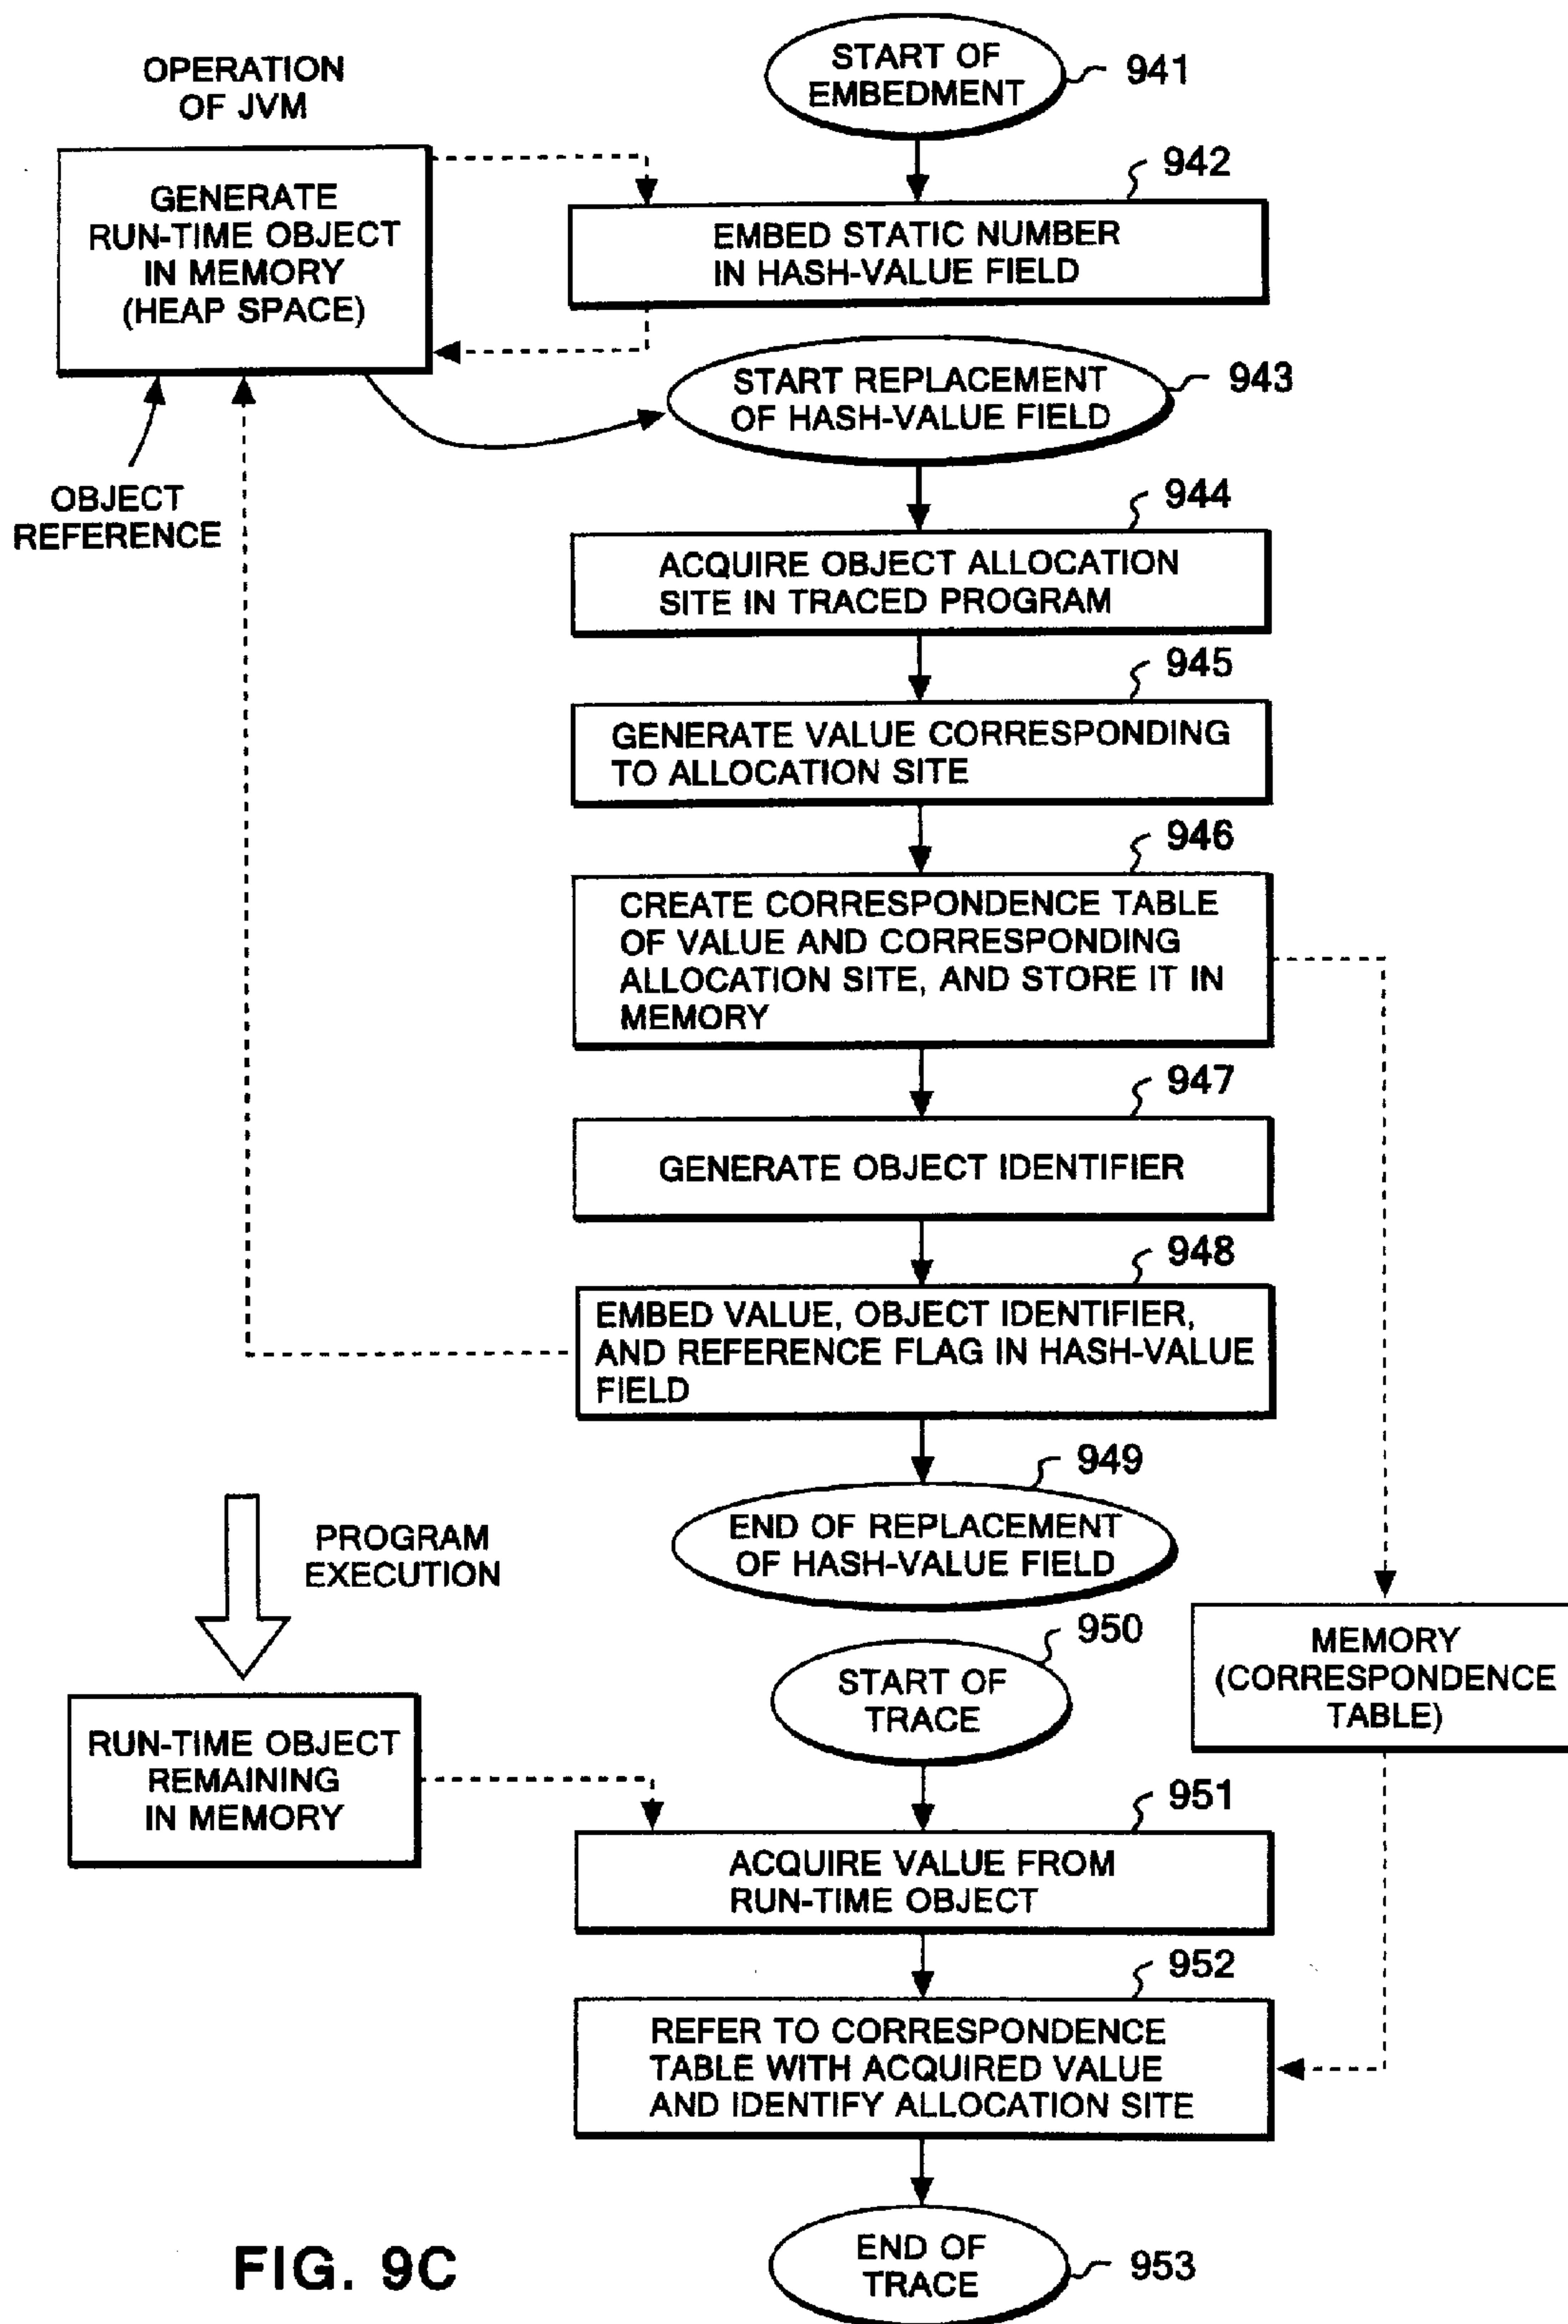 START OF
EMBEDMENT
941
OPERATION
OF JVM
GENERATE
RUN-TIME OBJECT
IN MEMORY
(HEAP SPACE)
942
EMBED STATIC NUMBER
IN HASH-VALUE FIELD
START REPLACEMENT
OF HASH-VALUE FIELD
943
OBJECT
REFERENCE
944
ACQUIRE OBJECT ALLOCATION
SITE IN TRACED PROGRAM
945
GENERATE VALUE CORRESPONDING
TO ALLOCATION SITE
946
CREATE CORRESPONDENCE TABLE
OF VALUE AND CORRESPONDING
ALLOCATION SITE, AND STORE IT IN
MEMORY
947
GENERATE OBJECT IDENTIFIER
948
EMBED VALUE, OBJECT IDENTIFIER,
AND REFERENCE FLAG IN HASH-VALUE
FIELD
949
END OF REPLACEMENT
OF HASH-VALUE FIELD
PROGRAM
EXECUTION
950
START OF
TRACE
MEMORY
(CORRESPONDENCE
TABLE)
RUN-TIME OBJECT
REMAINING
IN MEMORY
951
ACQUIRE VALUE FROM
RUN-TIME OBJECT
952
REFER TO CORRESPONDENCE
TABLE WITH ACQUIRED VALUE
AND IDENTIFY ALLOCATION SITE
END OF
TRACE
953
FIG. 9C